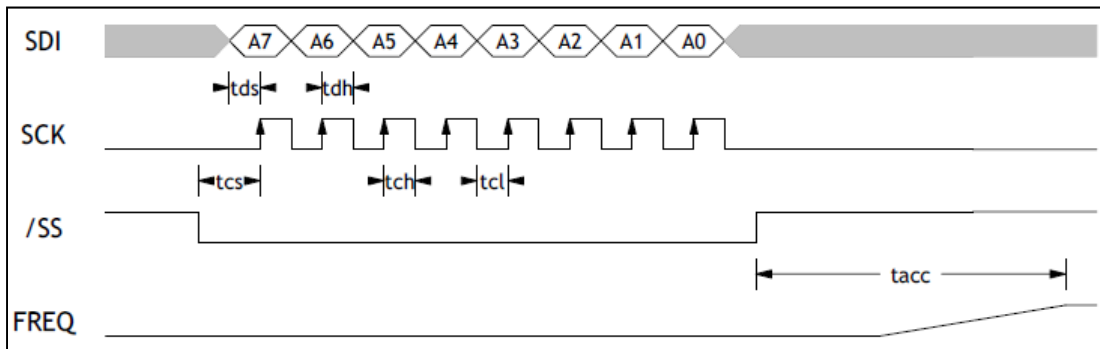 SDI A7 A6 A5 A4 A3 A2 A1 A0
tds tdh
SCK
tcs tch tcl
/SS
tacc
FREQ